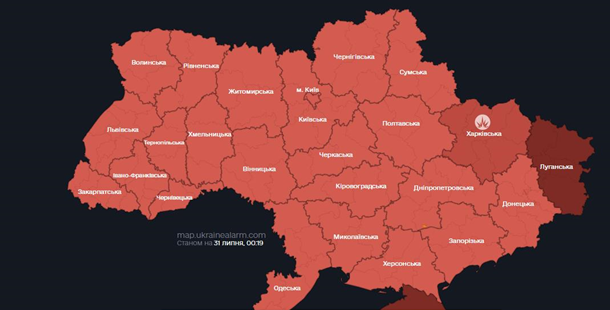 Чернігівська
Волинська
Рівненська
Сумська
Житомирська
м. Київ
Київська
Полтавська
Харківська
Львівська
Тернопільська
Хмельницька
Черкаська
Луганська
Вінницька
Івано-Франківська
Кіровоградська
Дніпропетровська
Закарпатська
Чернівецька
Донецька
map.ukrainealarm.com
Станом на 31 липня, 00:19
Миколаївська
Запорізька
Херсонська
Одеська